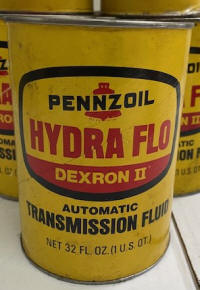 PENNZOIL
HYDRA FLO
DEXRON II
AUTOMATIC
TRANSMISSION FLUID
NET 32 FL. OZ. (1 U.S. QT.)